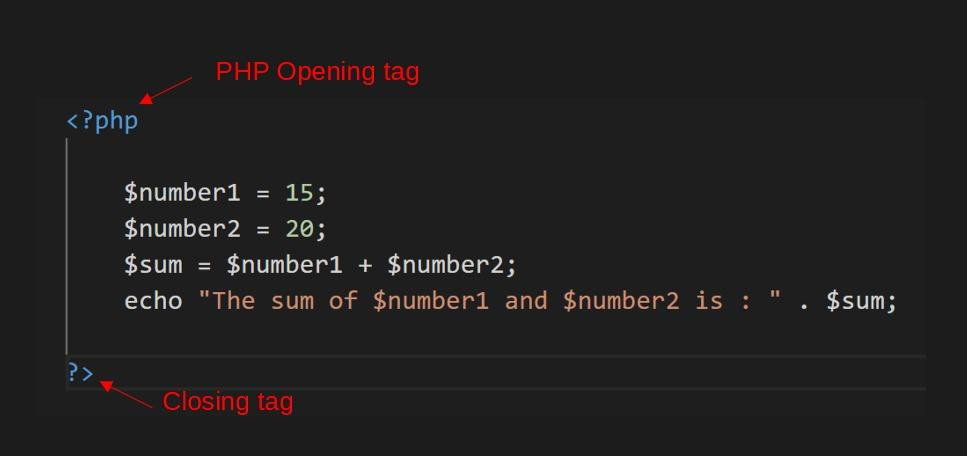 PHP Opening tag
<?php
$number1 = 15;
$number2 = 20;
$sum = $number1 + $number2;
echo "The sum of $number1 and $number2 is : " . $sum;
?>
Closing tag